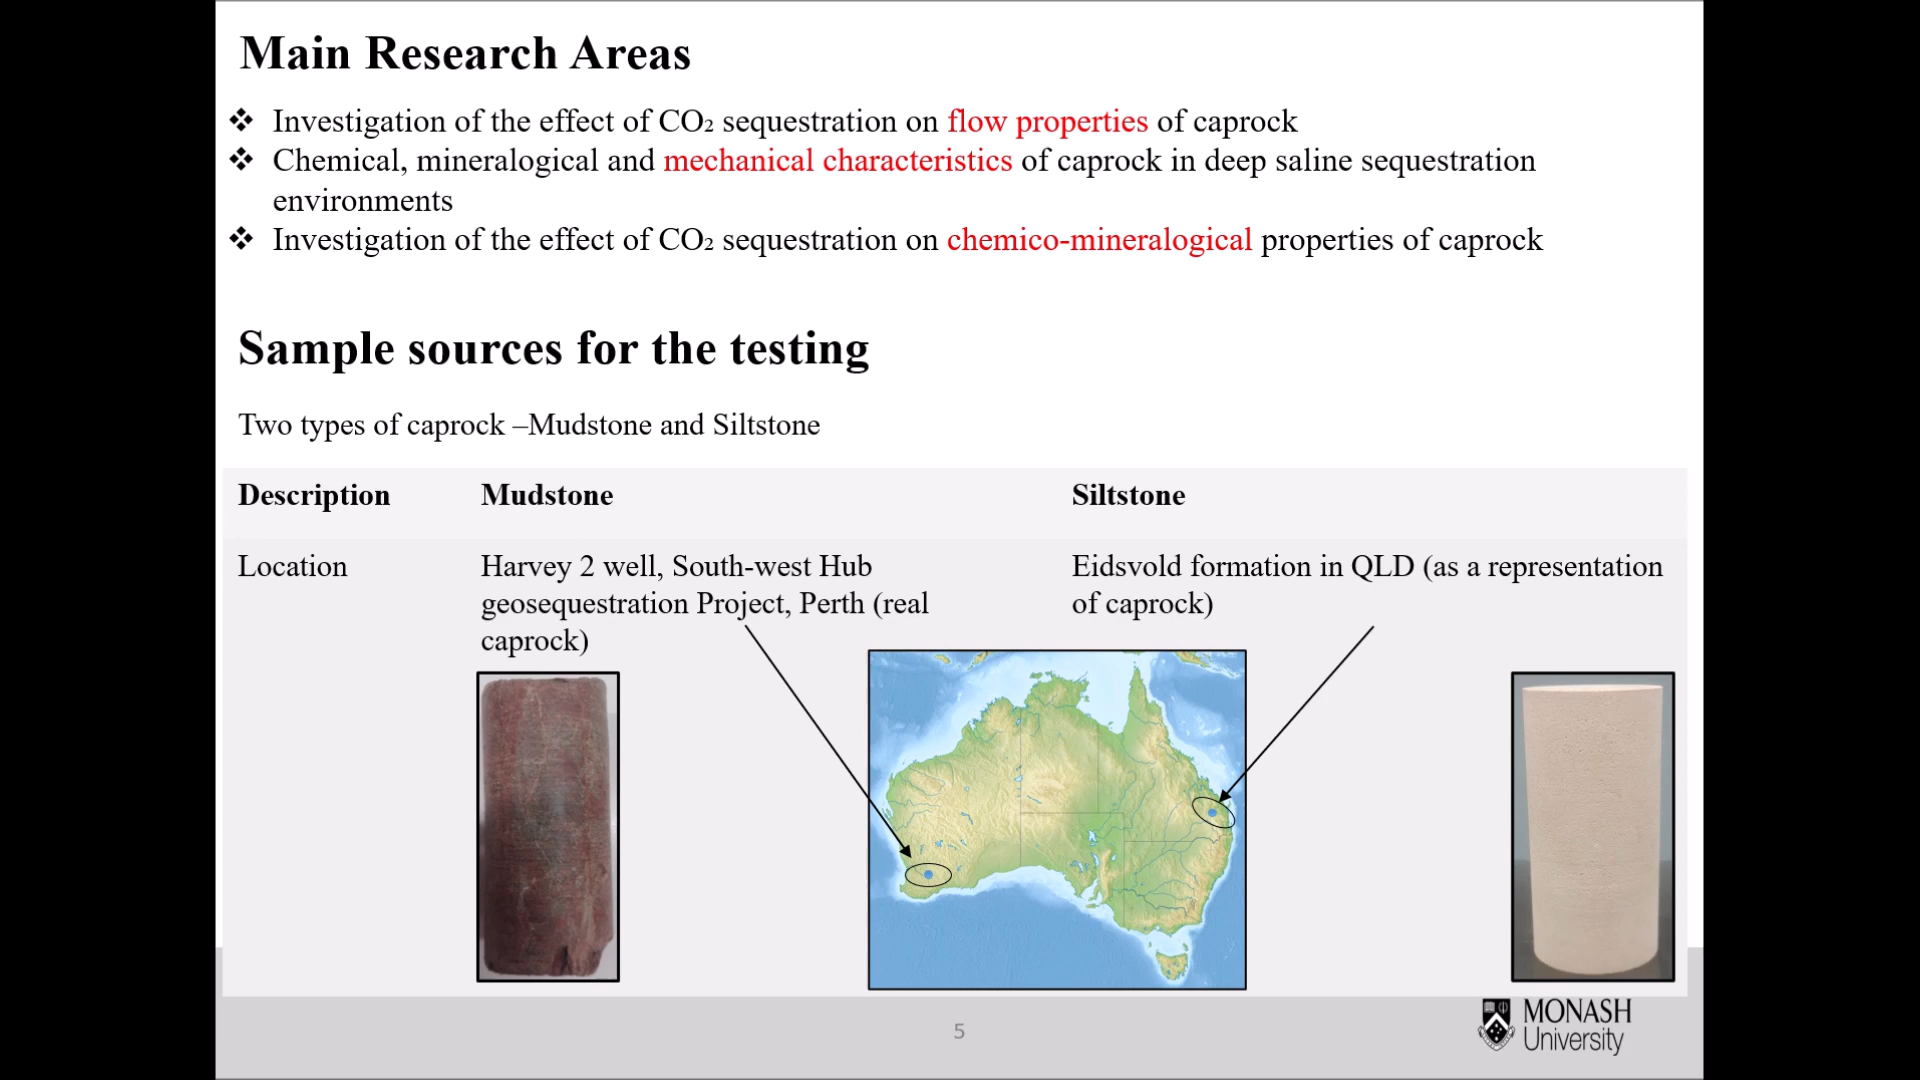 Main Research Areas
❖ Investigation of the effect of CO₂ sequestration on flow properties of caprock
❖ Chemical, mineralogical and mechanical characteristics of caprock in deep saline sequestration
environments
❖ Investigation of the effect of CO₂ sequestration on chemico-mineralogical properties of caprock
Sample sources for the testing
Two types of caprock –Mudstone and Siltstone
Description Mudstone Siltstone
Location
Harvey 2 well, South-west Hub
geosequestration Project, Perth (real
caprock)
Eidsvold formation in QLD (as a representation
of caprock)
5
MONASH
University